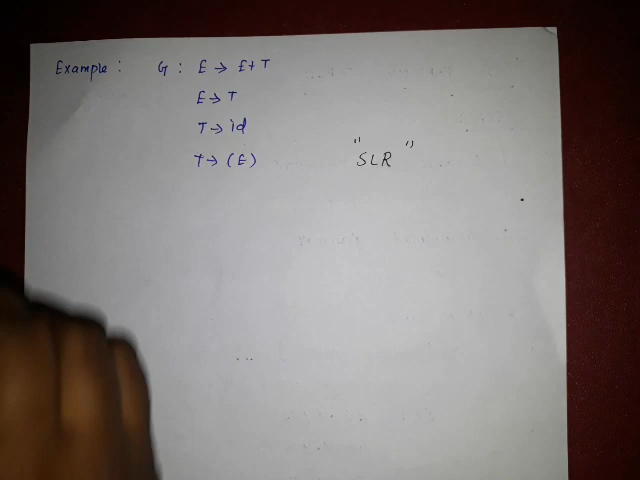 Example : G : E → E+ T
E → T
T → id
T → (E) "SLR"